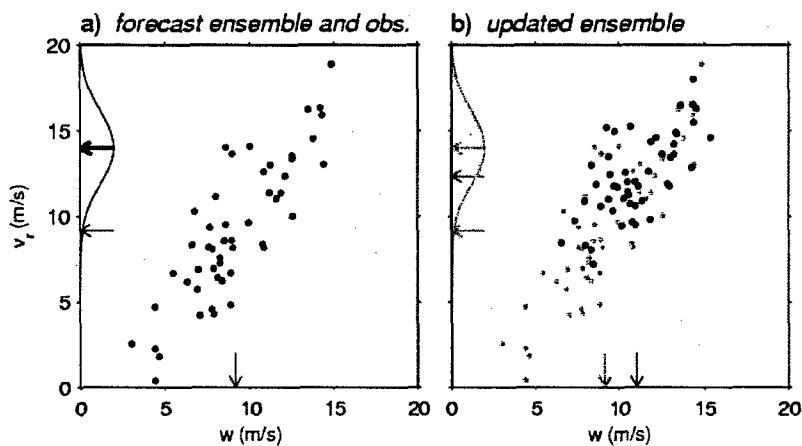 a) forecast ensemble and obs.
b) updated ensemble
20
15
10
5
0
v_r (m/s)
0 5 10 15 20
0 5 10 15 20
w (m/s)
w (m/s)